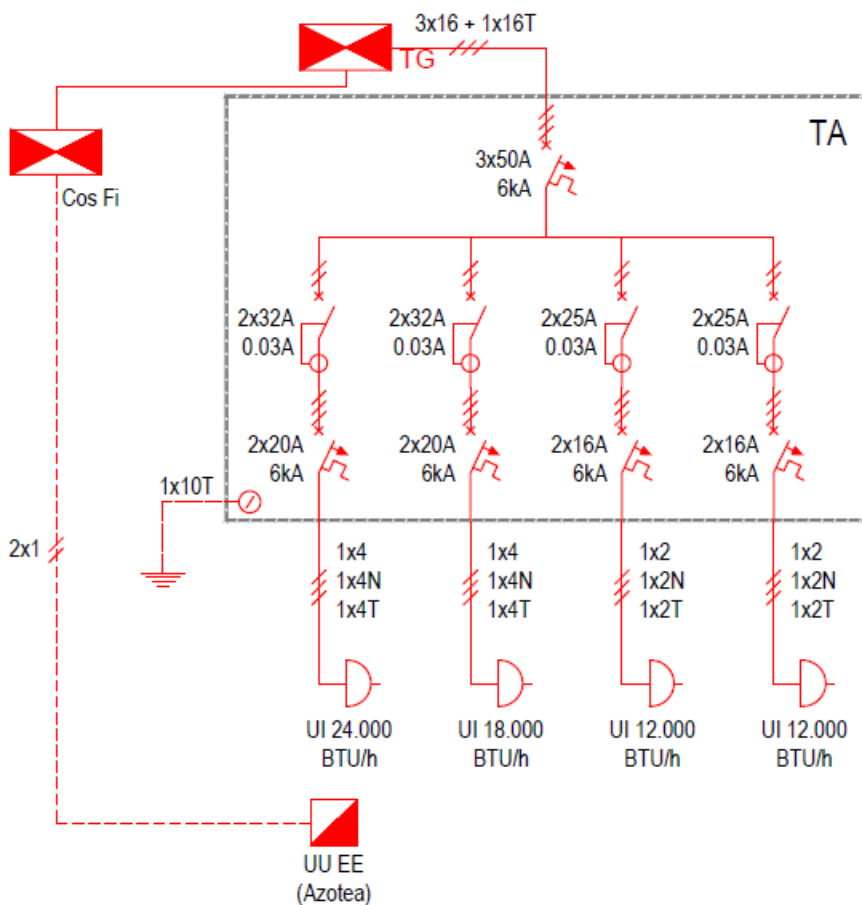 3x16 + 1x16T
TG
TA
3x50A
6kA
Cos Fi
2x32A
0.03A
2x32A
0.03A
2x25A
0.03A
2x25A
0.03A
2x20A
6kA
2x20A
6kA
2x16A
6kA
2x16A
6kA
1x10T
2x1
1x4
1x4N
1x4T
1x4
1x4N
1x4T
1x2
1x2N
1x2T
1x2
1x2N
1x2T
UI 24.000
BTU/h
UI 18.000
BTU/h
UI 12.000
BTU/h
UI 12.000
BTU/h
UU EE
(Azotea)